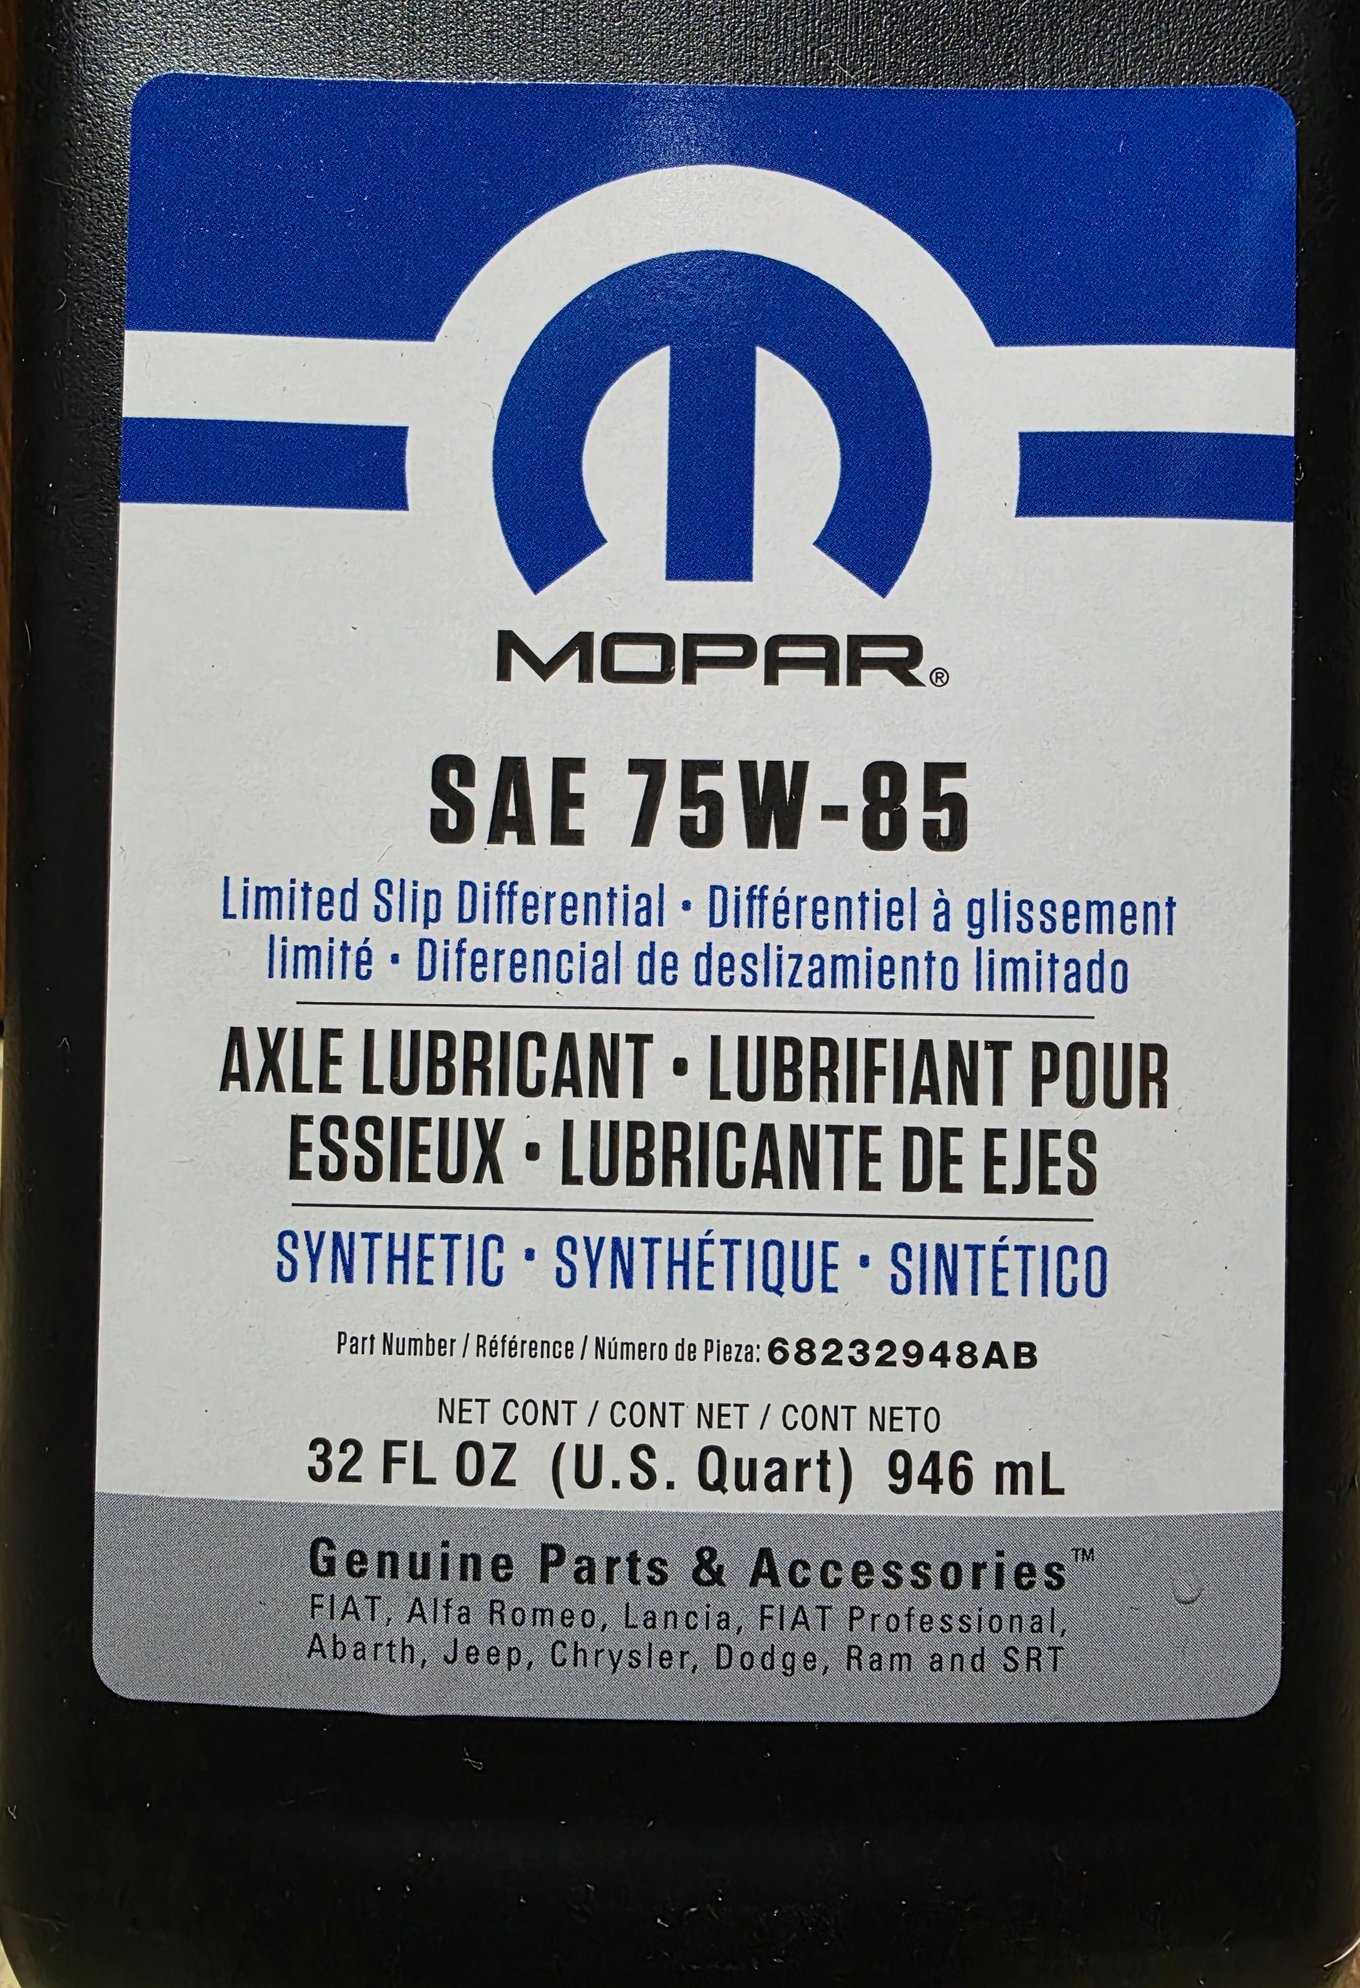 MOPAR®
SAE 75W-85
Limited Slip Differential • Différentiel à glissement
limité • Diferencial de deslizamiento limitado
AXLE LUBRICANT • LUBRIFIANT POUR
ESSIEUX • LUBRICANTE DE EJES
SYNTHETIC • SYNTHÉTIQUE • SINTÉTICO
Part Number / Référence / Número de Pieza: 68232948AB
NET CONT / CONT NET / CONT NETO
32 FL OZ (U.S. Quart) 946 mL
Genuine Parts & Accessories™
FIAT, Alfa Romeo, Lancia, FIAT Professional,
Abarth, Jeep, Chrysler, Dodge, Ram and SRT